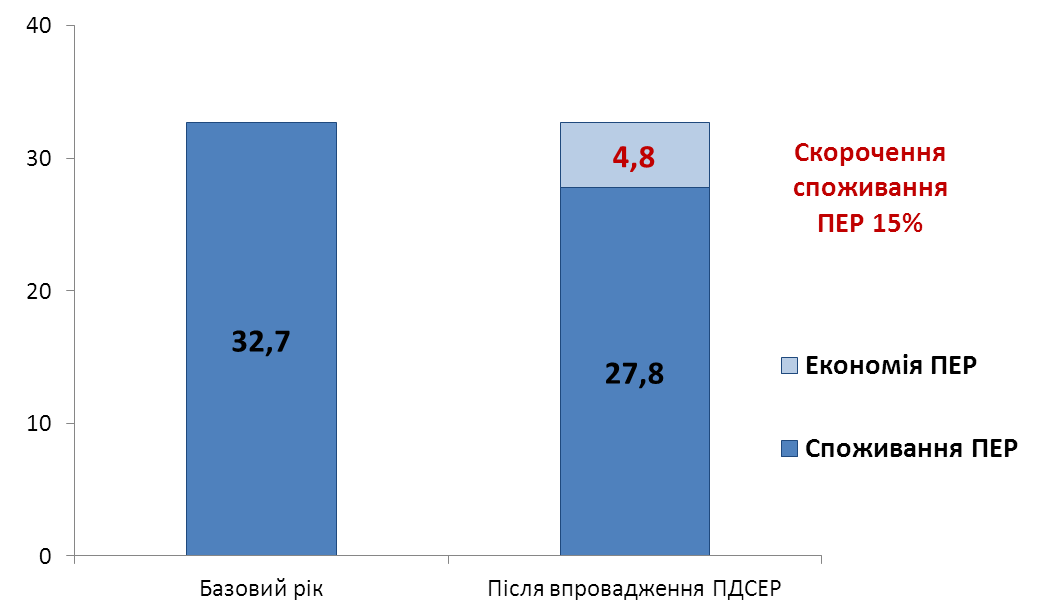 40
30
20
10
0
32,7
4,8
27,8
Скорочення
споживання
ПЕР 15%
Економія ПЕР
Споживання ПЕР
Базовий рік
Після впровадження ПДСЕР